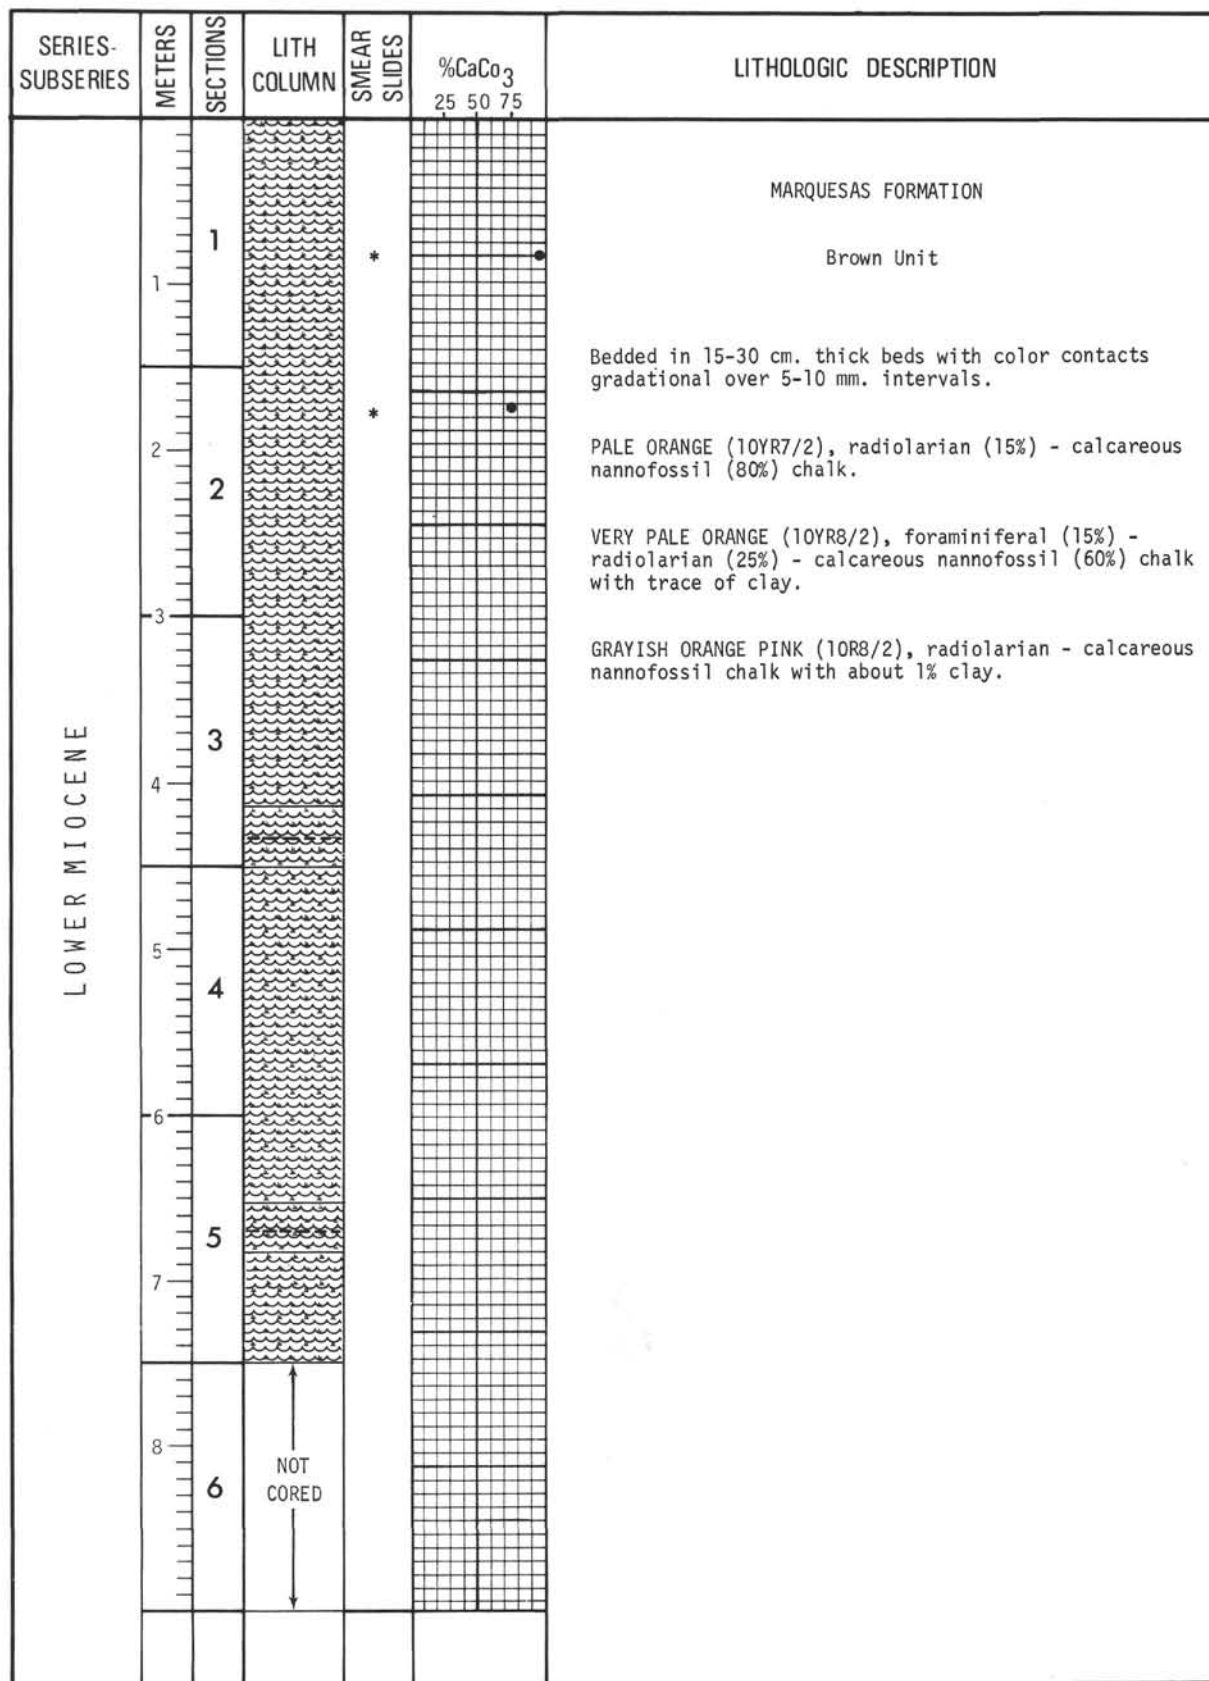 SERIES-
SUBSERIES
METERS
SECTIONS
LITH
COLUMN
SMEAR
SLIDES
%CaCo3
25 50 75
LITHOLOGIC DESCRIPTION
LOWER MIOCENE
1
2
3
4
5
6
7
8
1
2
3
4
5
6
*
*
NOT
CORED
MARQUESAS FORMATION
Brown Unit
Bedded in 15-30 cm. thick beds with color contacts
gradational over 5-10 mm. intervals.
PALE ORANGE (10YR7/2), radiolarian (15%) - calcareous
nannofossil (80%) chalk.
VERY PALE ORANGE (10YR8/2), foraminiferal (15%) -
radiolarian (25%) - calcareous nannofossil (60%) chalk
with trace of clay.
GRAYISH ORANGE PINK (10R8/2), radiolarian - calcareous
nannofossil chalk with about 1% clay.